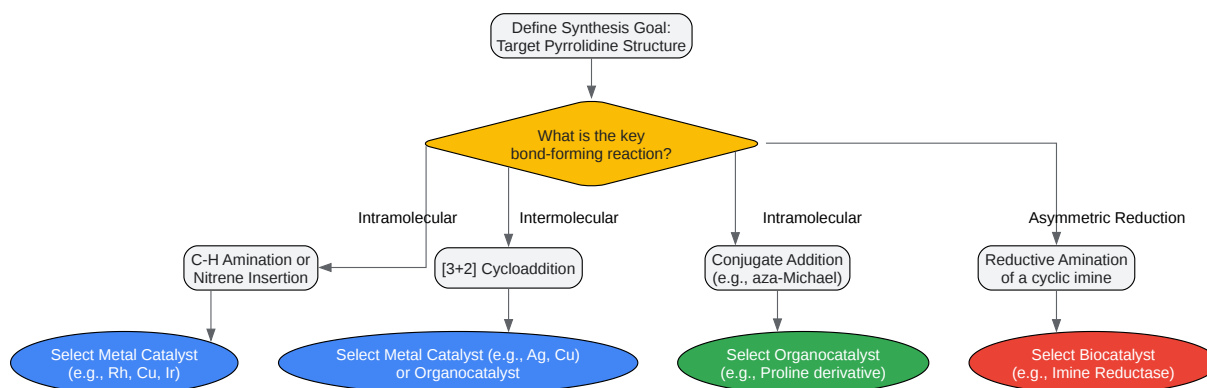 Define Synthesis Goal:
Target Pyrrolidine Structure
What is the key
bond-forming reaction?
Intramolecular
Intermolecular
Intramolecular
Asymmetric Reduction
C-H Amination or
Nitrene Insertion
[3+2] Cycloaddition
Conjugate Addition
(e.g., aza-Michael)
Reductive Amination
of a cyclic imine
Select Metal Catalyst
(e.g., Rh, Cu, Ir)
Select Metal Catalyst (e.g., Ag, Cu)
or Organocatalyst
Select Organocatalyst
(e.g., Proline derivative)
Select Biocatalyst
(e.g., Imine Reductase)